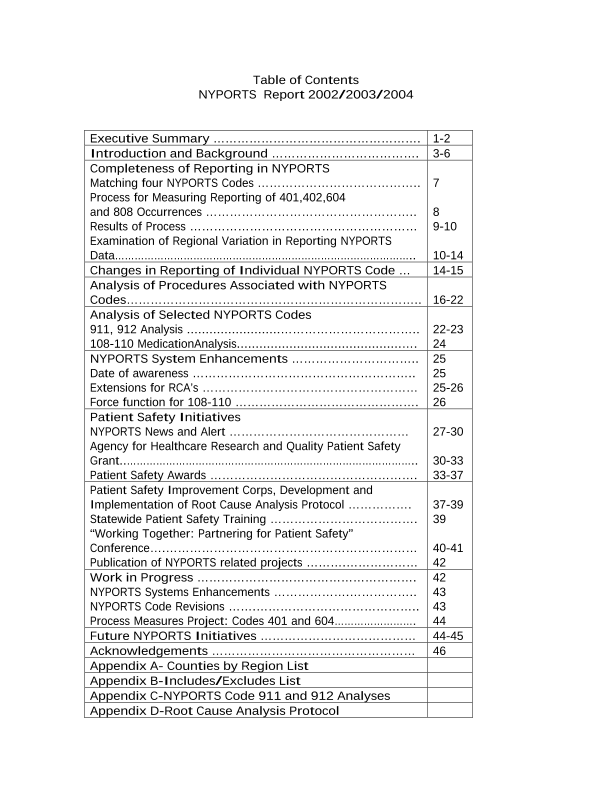 Table of Contents
NYPORTS  Report 2002/2003/2004
Executive Summary ……………………………………………. 1-2
Introduction and Background ………………………………. 3-6
Completeness of Reporting in NYPORTS
Matching four NYPORTS Codes ………………………………….. 7
Process for Measuring Reporting of 401,402,604
and 808 Occurrences …………………………………………….. 8
Results of Process ………………………………………………… 9-10
Examination of Regional Variation in Reporting NYPORTS
Data............................................................................................ 10-14
Changes in Reporting of Individual NYPORTS Code … 14-15
Analysis of Procedures Associated with NYPORTS
Codes……………………………………………………………….. 16-22
Analysis of Selected NYPORTS Codes
911, 912 Analysis ………………………………………………….. 22-23
108-110 MedicationAnalysis……………………………………… 24
NYPORTS System Enhancements ………………………….. 25
Date of awareness ……………………………………………….. 25
Extensions for RCA's ……………………………………………… 25-26
Force function for 108-110 ………………………………………. 26
Patient Safety Initiatives
NYPORTS News and Alert ……………………………………… 27-30
Agency for Healthcare Research and Quality Patient Safety
Grant........................................................................................... 30-33
Patient Safety Awards ……………………………………………. 33-37
Patient Safety Improvement Corps, Development and
Implementation of Root Cause Analysis Protocol ……………. 37-39
Statewide Patient Safety Training ………………………………. 39
“Working Together: Partnering for Patient Safety”
Conference………………………………………………………… 40-41
Publication of NYPORTS related projects ……………………… 42
Work in Progress ………………………………………………. 42
NYPORTS Systems Enhancements …………………………….. 43
NYPORTS Code Revisions ……………………………………….. 43
Process Measures Project: Codes 401 and 604......................... 44
Future NYPORTS Initiatives ………………………………… 44-45
Acknowledgements …………………………………………… 46
Appendix A- Counties by Region List
Appendix B-Includes/Excludes List
Appendix C-NYPORTS Code 911 and 912 Analyses
Appendix D-Root Cause Analysis Protocol